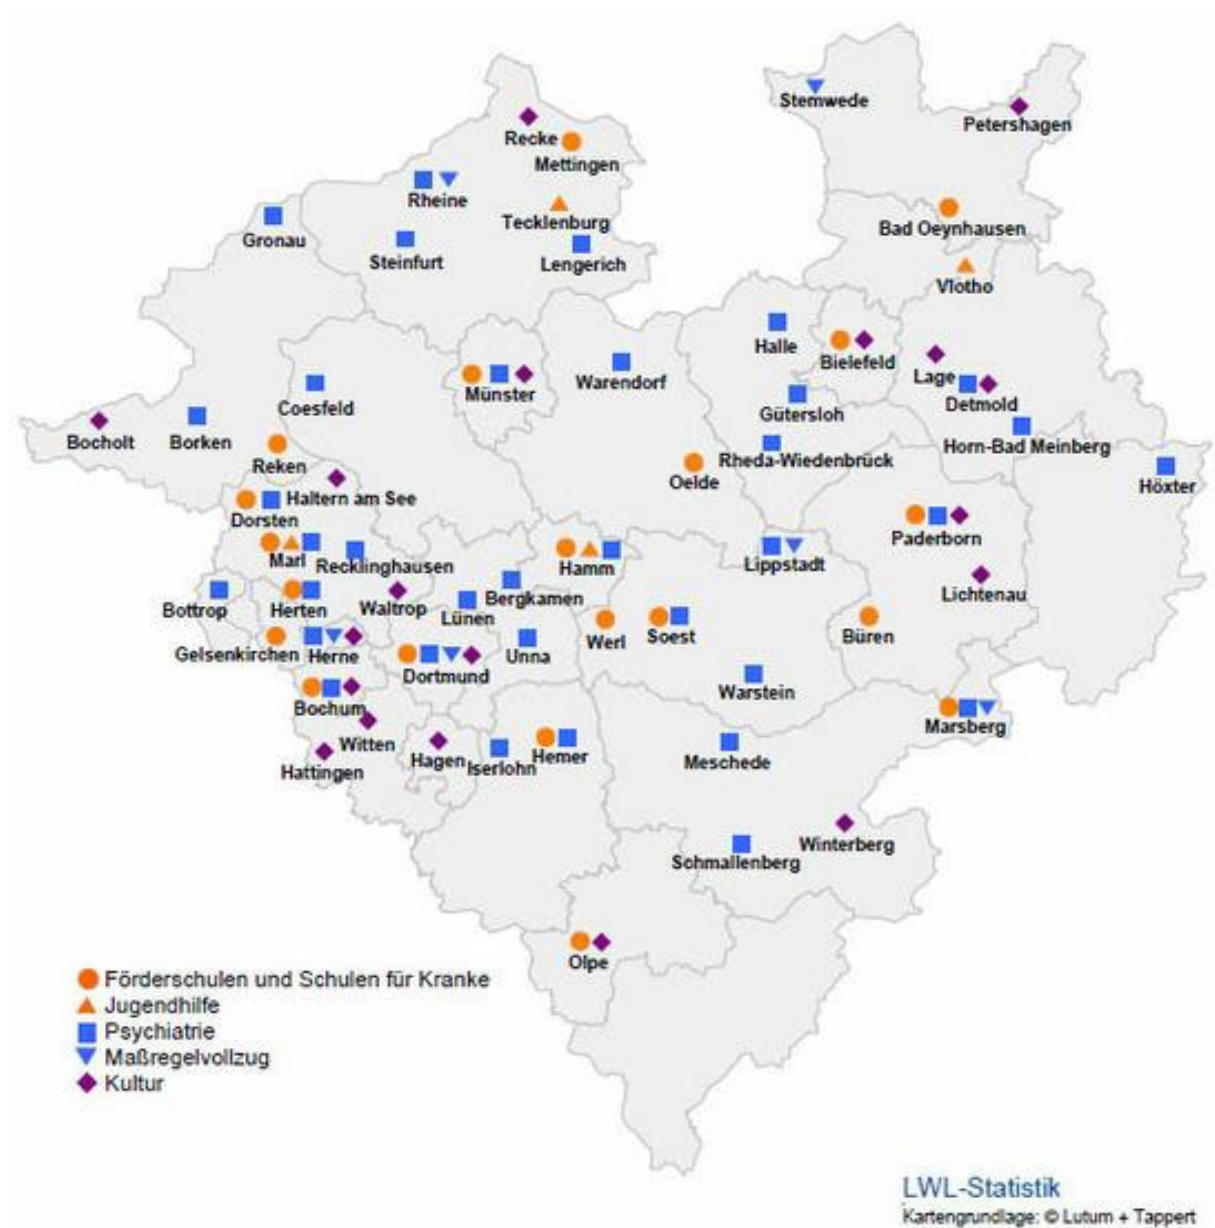 Stemwede
Petershagen
Recke
Mettingen
Rheine
Tecklenburg
Bad Oeynhausen
Gronau
Steinfurt
Lengerich
Vlotho
Halle
Bielefeld
Lage
Münster
Warendorf
Coesfeld
Gütersloh
Detmold
Bocholt
Borken
Horn-Bad Meinberg
Reken
Rheda-Wiedenbrück
Oelde
Höxter
Haltern am See
Dorsten
Paderborn
Marl
Recklinghausen
Hamm
Lippstadt
Bottrop
Herten
Waltrop
Lünen
Bergkamen
Lichtenau
Gelsenkirchen
Herne
Dortmund
Unna
Werl
Soest
Büren
Warstein
Bochum
Marsberg
Witten
Hattingen
Hagen
Iserlohn
Hemer
Meschede
Winterberg
Schmallenberg
Olpe
Förderschulen und Schulen für Kranke
Jugendhilfe
Psychiatrie
Maßregelvollzug
Kultur
LWL-Statistik
Kartengrundlage: © Lutum + Tappert